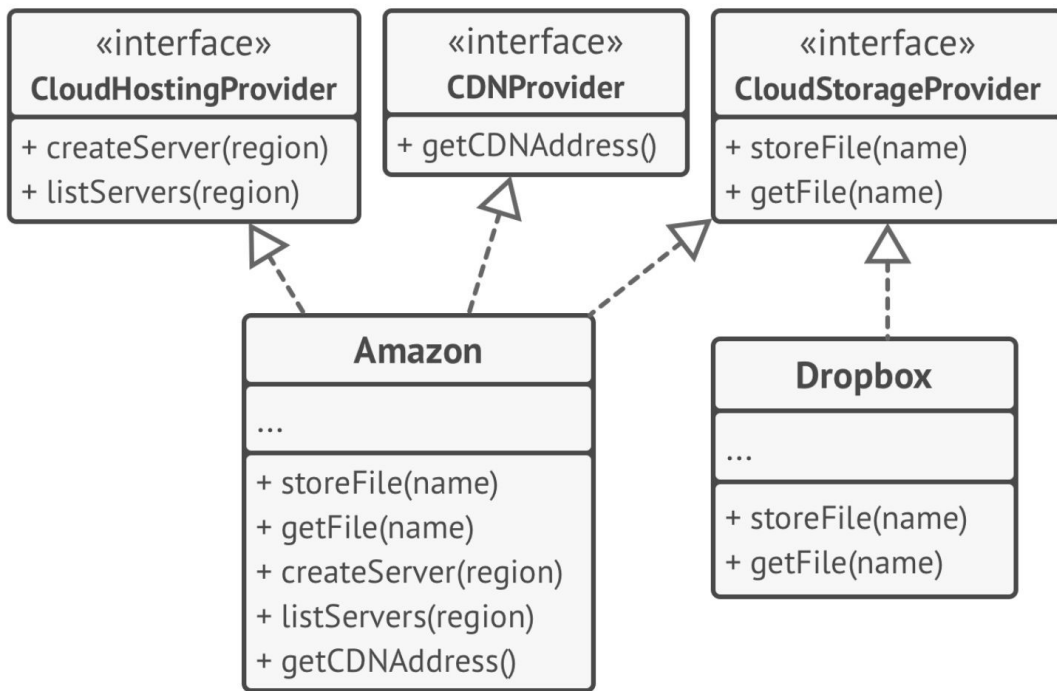 «interface»
CloudHostingProvider
+ createServer(region)
+ listServers(region)
«interface»
CDNProvider
+ getCDNAddress()
«interface»
CloudStorageProvider
+ storeFile(name)
+ getFile(name)
Amazon
...
+ storeFile(name)
+ getFile(name)
+ createServer(region)
+ listServers(region)
+ getCDNAddress()
Dropbox
...
+ storeFile(name)
+ getFile(name)